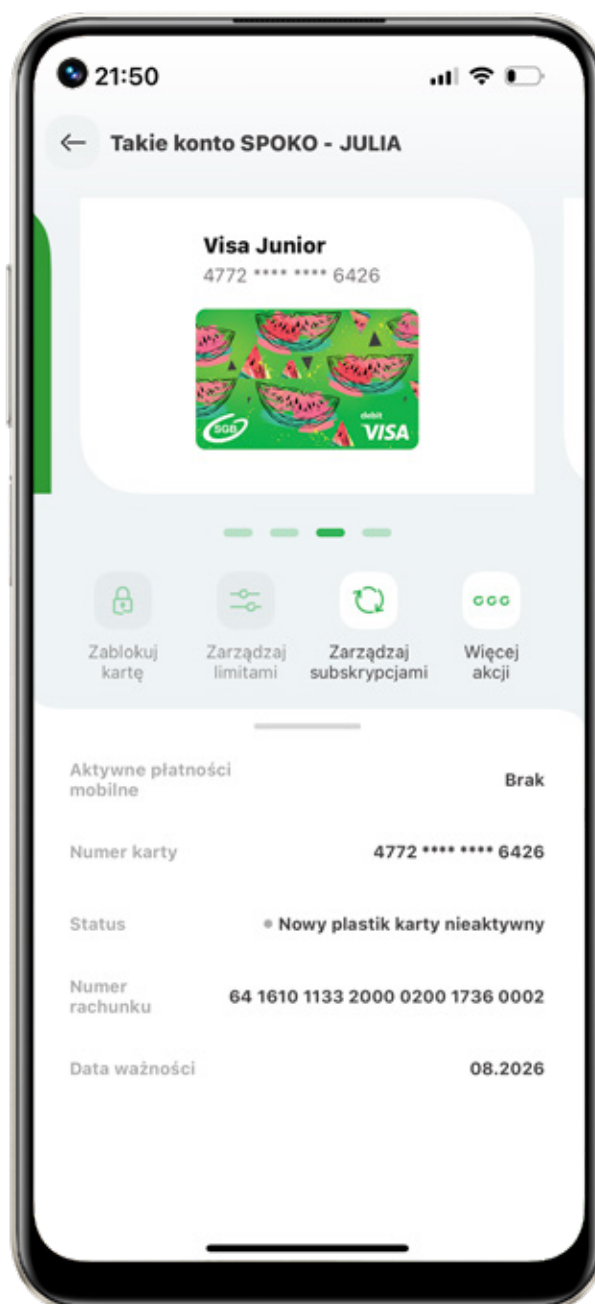 21:50
Takie konto SPOKO - JULIA
Visa Junior
4772 **** **** 6426
SGB
debit
VISA
Zablokuj
kartę
Zarządzaj
limitami
Zarządzaj
subskrypcjami
Więcej
akcji
Aktywne płatności
mobilne
Brak
Numer karty
4772 **** **** 6426
Status
Nowy plastik karty nieaktywny
Numer
rachunku
64 1610 1133 2000 0200 1736 0002
Data ważności
08.2026